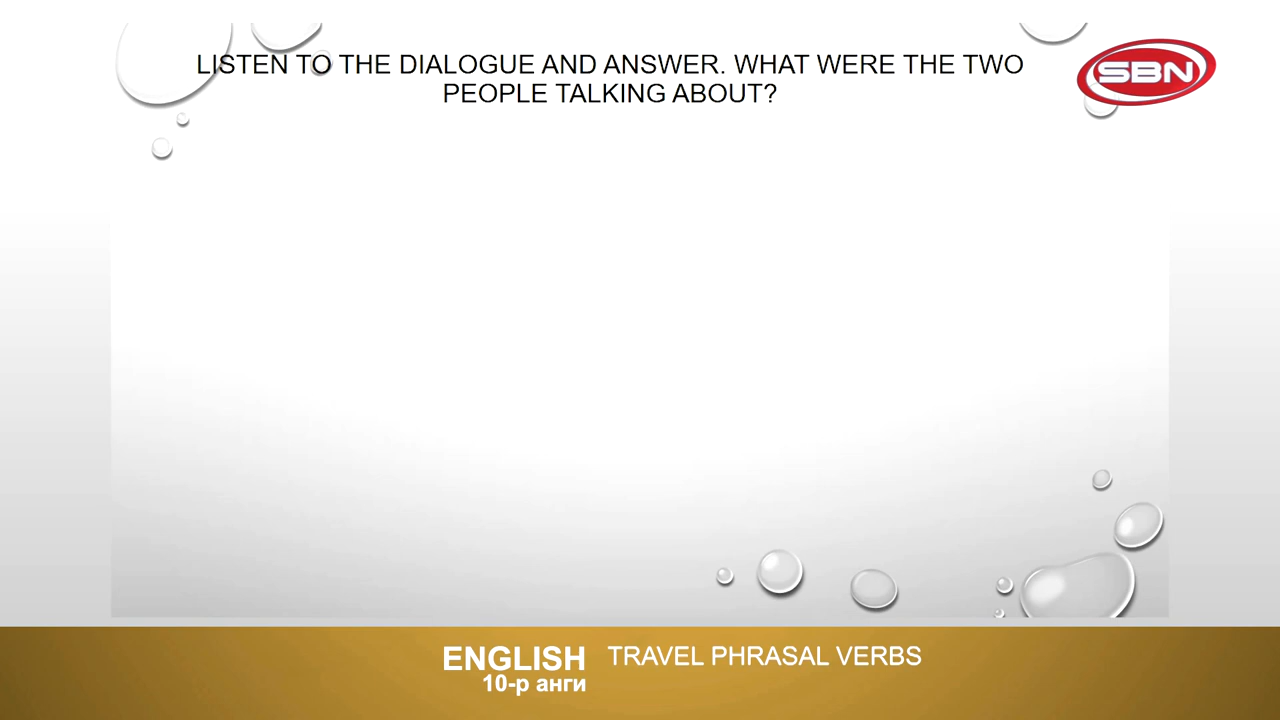 LISTEN TO THE DIALOGUE AND ANSWER. WHAT WERE THE TWO
PEOPLE TALKING ABOUT?
SBN
ENGLISH TRAVEL PHRASAL VERBS
10-р анги